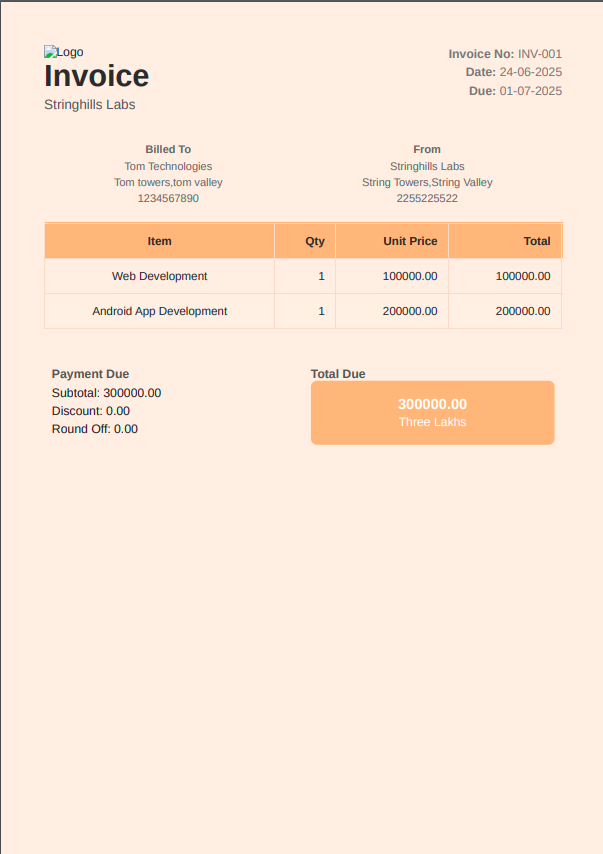 Logo
Invoice
Stringhills Labs
Invoice No: INV-001
Date: 24-06-2025
Due: 01-07-2025
Billed To
Tom Technologies
Tom towers,tom valley
1234567890
From
Stringhills Labs
String Towers,String Valley
2255225522
Item Qty Unit Price Total
Web Development 1 100000.00 100000.00
Android App Development 1 200000.00 200000.00
Payment Due
Subtotal: 300000.00
Discount: 0.00
Round Off: 0.00
Total Due
300000.00
Three Lakhs